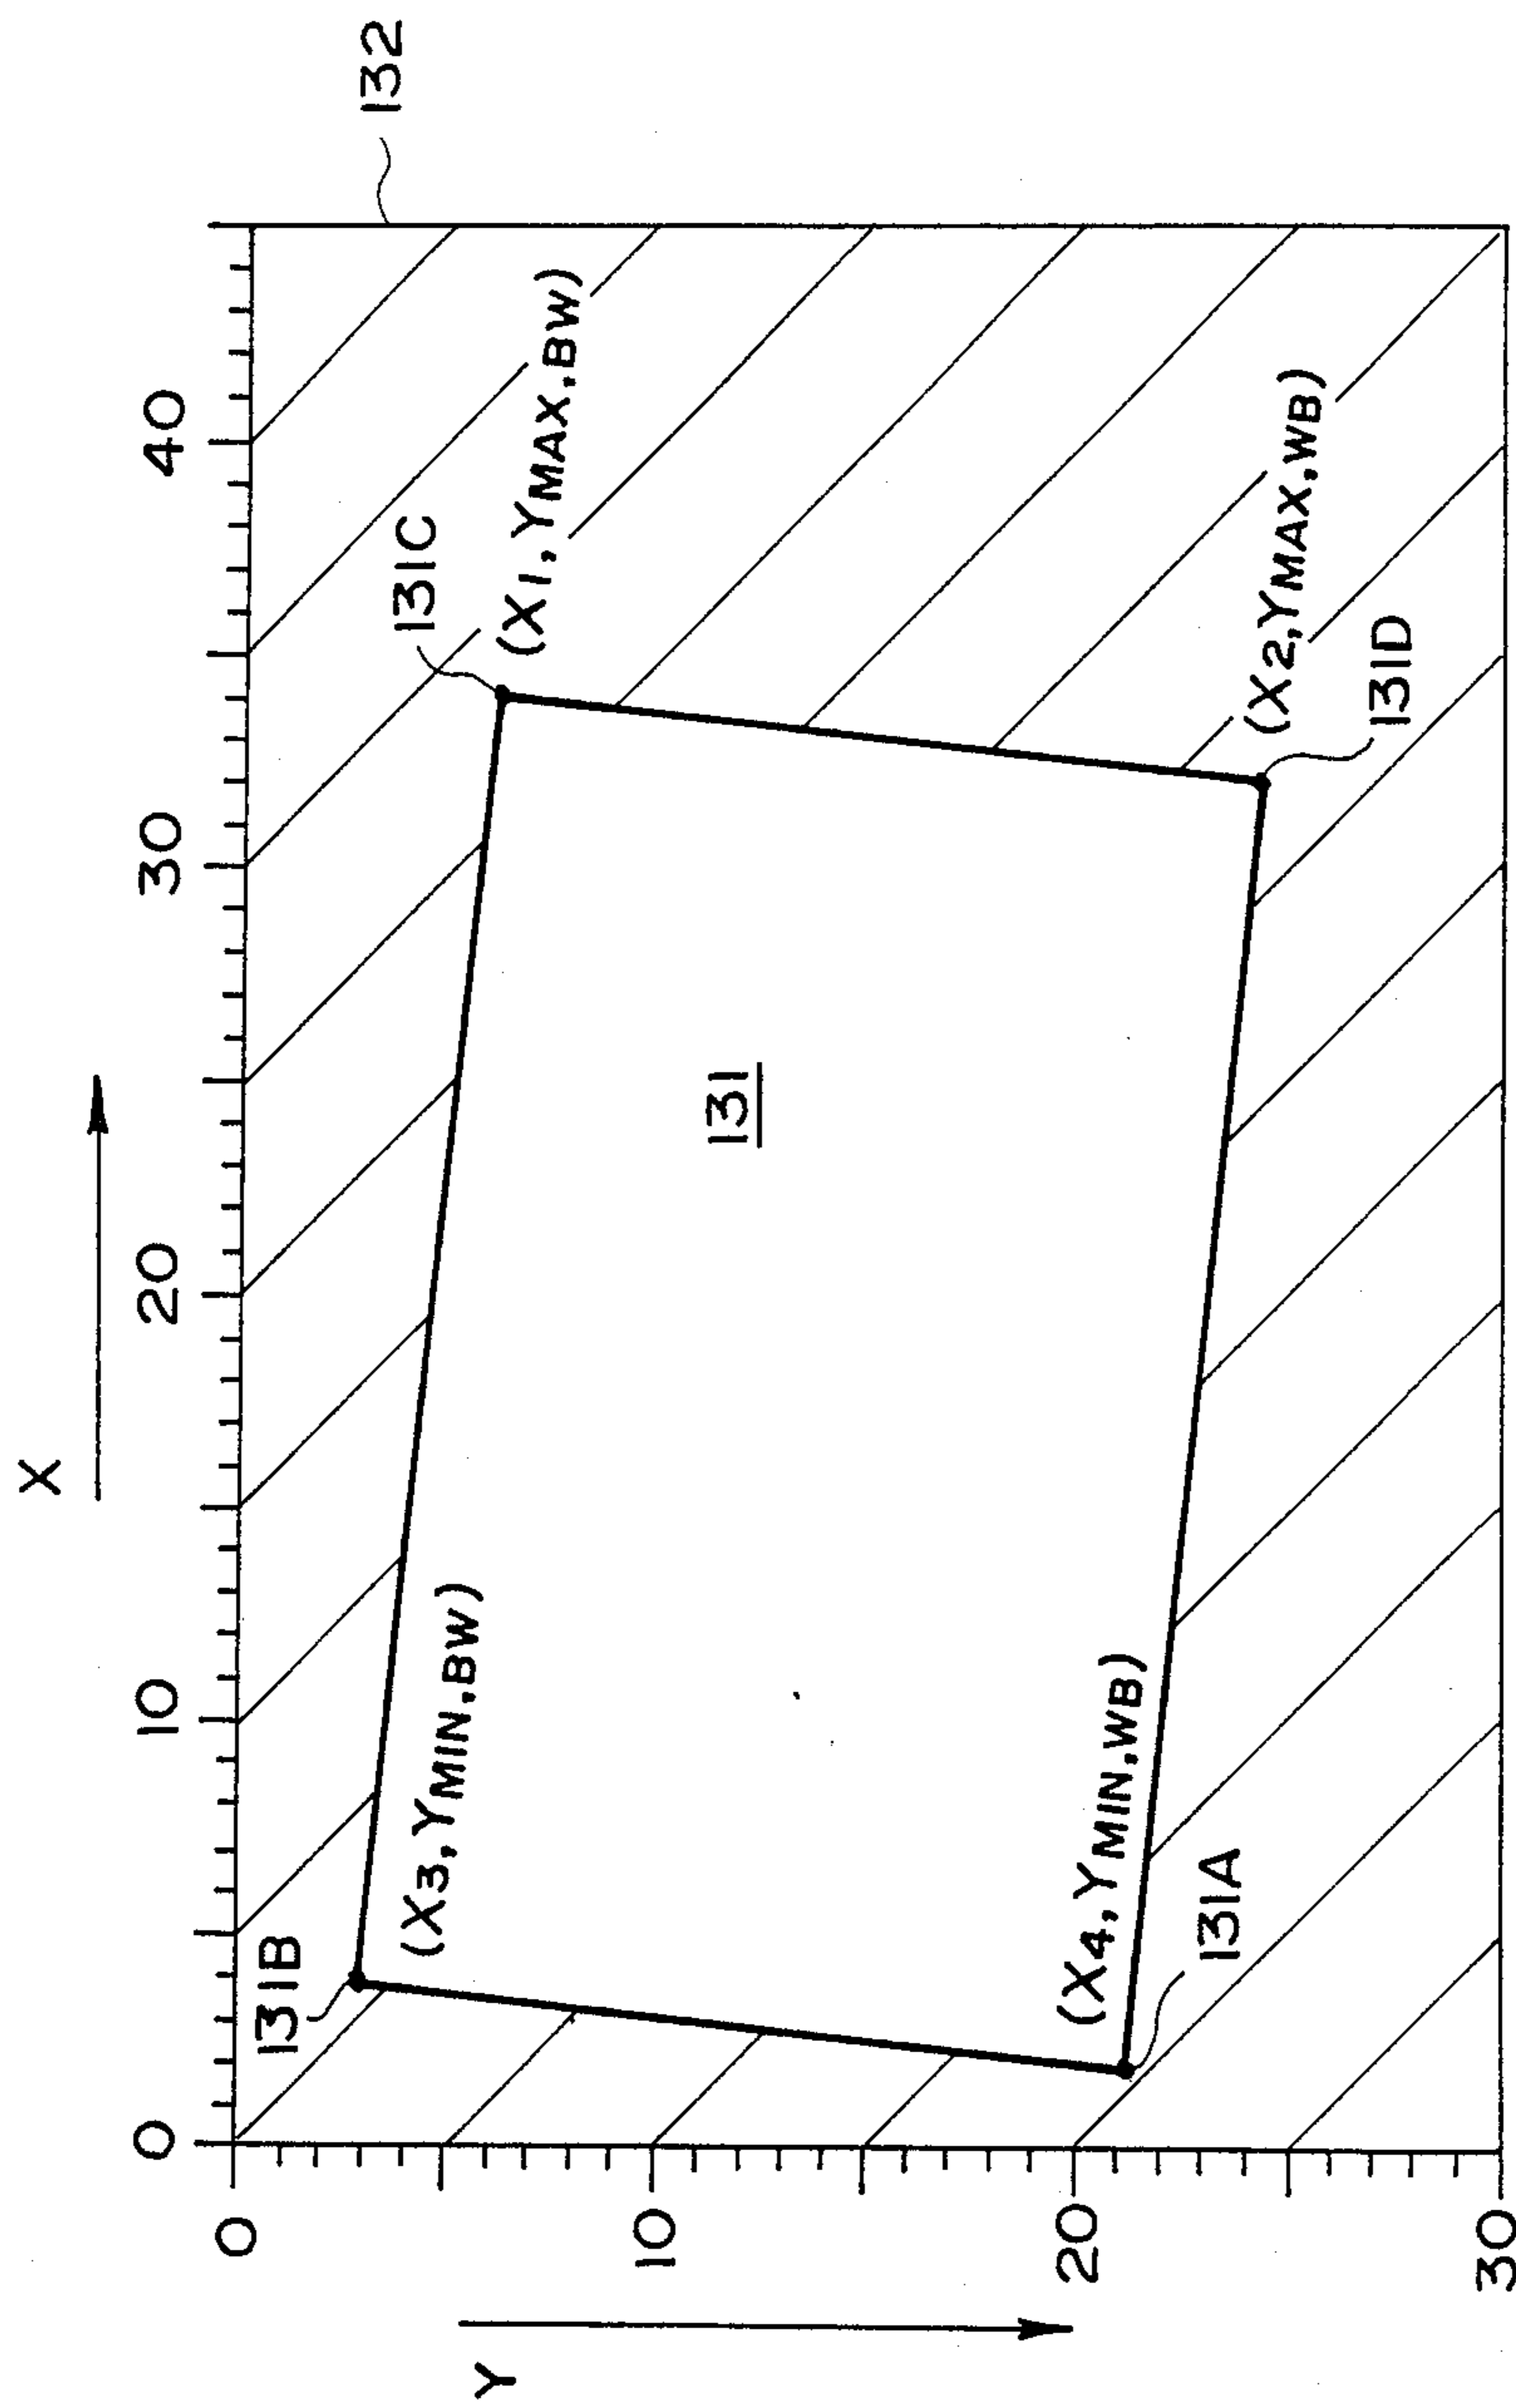 X
0 10 20 30 40
132
Y
0
10
20
30
131B
(X3, YMIN.BW)
131C
(X1, YMAX.BW)
131
(X4, YMIN.WB)
131A
(X2, YMAX.WB)
131D